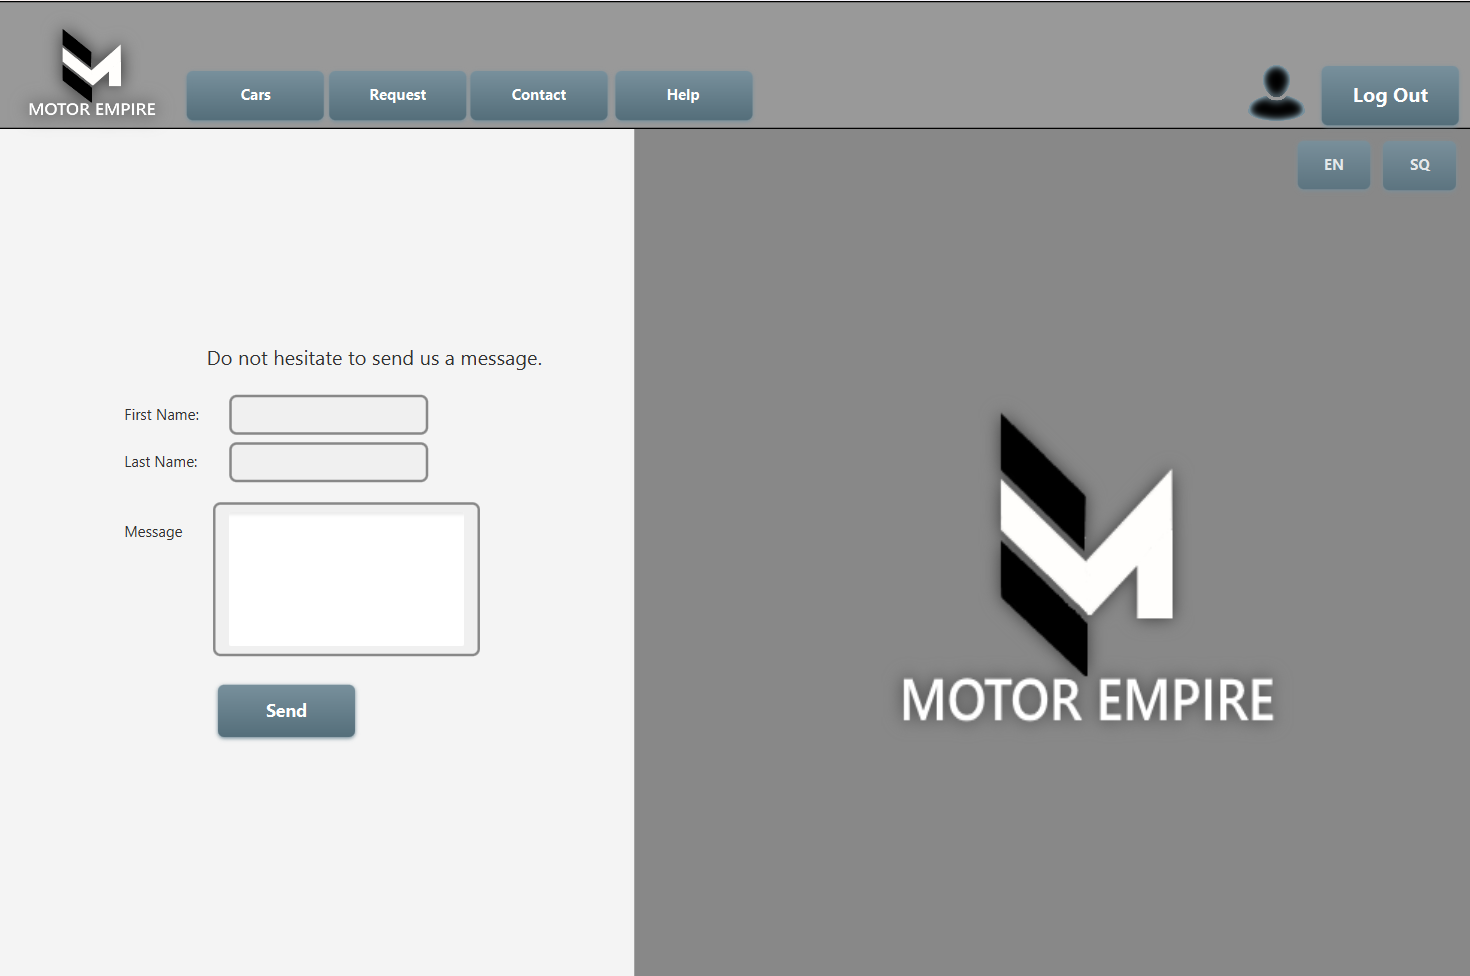 MOTOR EMPIRE
Cars
Request
Contact
Help
Log Out
EN
SQ
Do not hesitate to send us a message.
First Name:
Last Name:
Message
Send
MOTOR EMPIRE